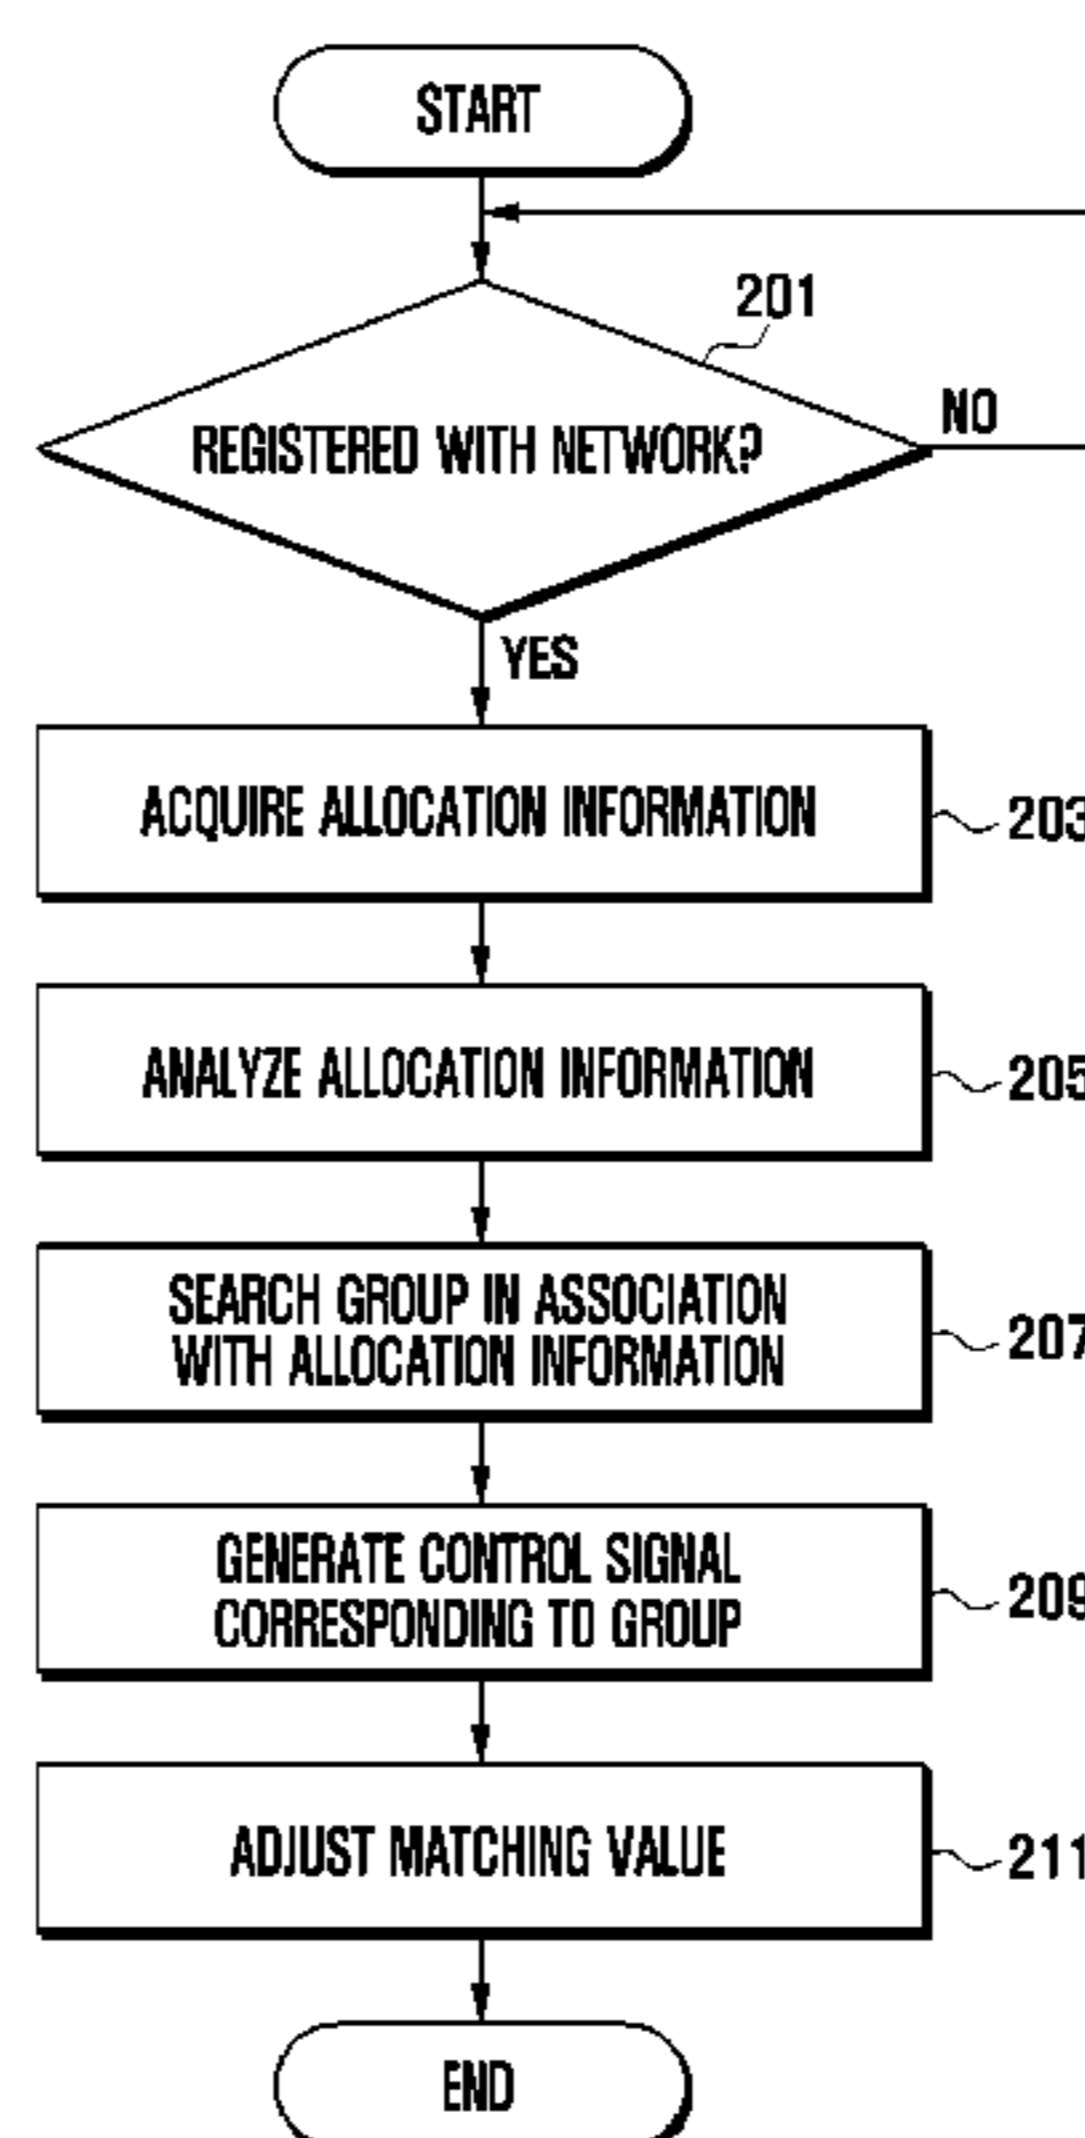 START
201
REGISTERED WITH NETWORK?
NO
YES
ACQUIRE ALLOCATION INFORMATION
203
ANALYZE ALLOCATION INFORMATION
205
SEARCH GROUP IN ASSOCIATION
WITH ALLOCATION INFORMATION
207
GENERATE CONTROL SIGNAL
CORRESPONDING TO GROUP
209
ADJUST MATCHING VALUE
211
END